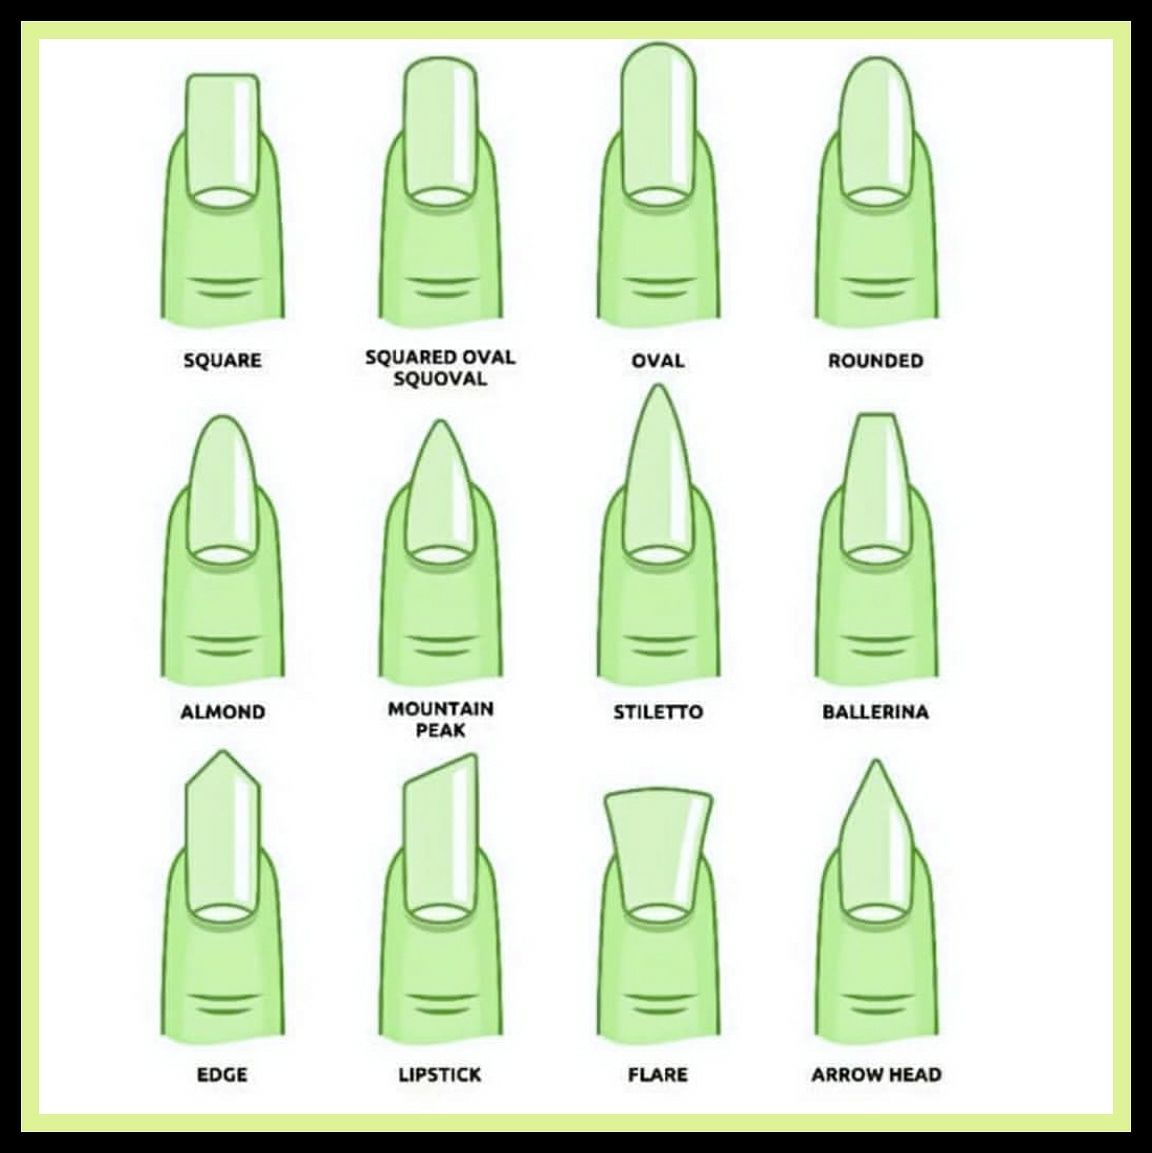 SQUARE
SQUARED OVAL
SQUOVAL
OVAL
ROUNDED
ALMOND
MOUNTAIN
PEAK
STILETTO
BALLERINA
EDGE
LIPSTICK
FLARE
ARROW HEAD